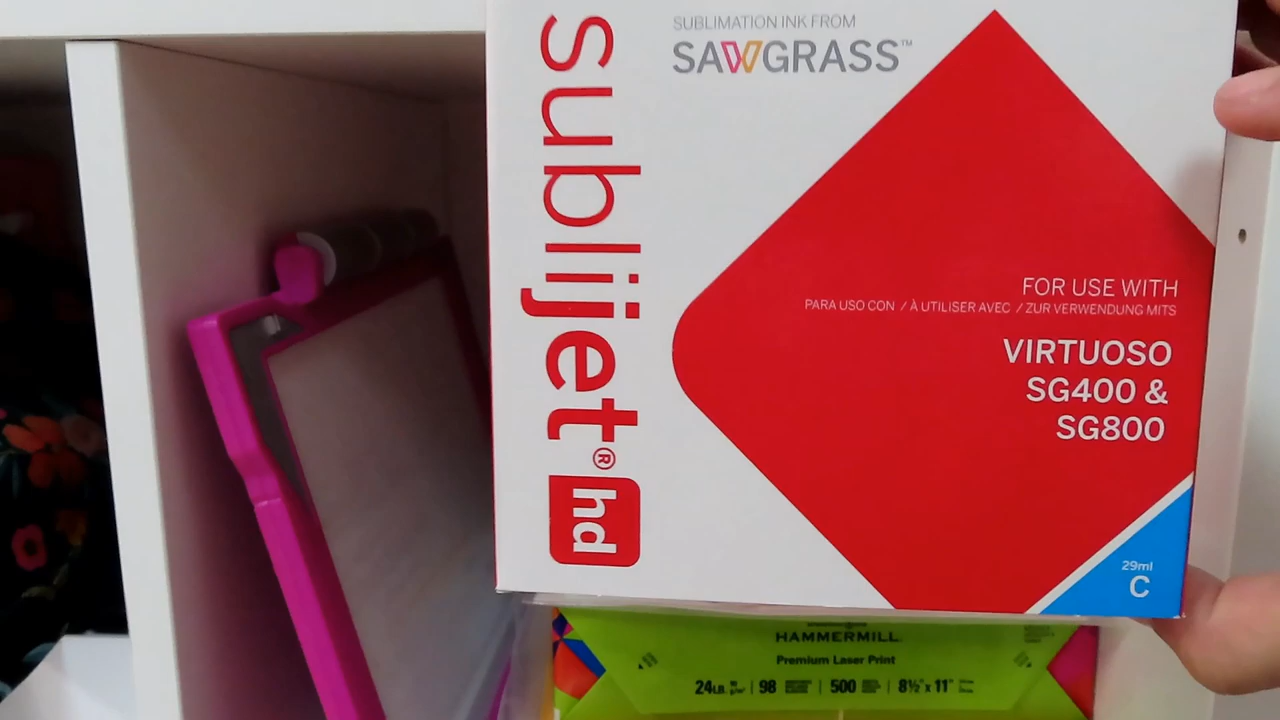 sublijet® hd
SUBLIMATION INK FROM
SAWGRASS™
FOR USE WITH
PARA USO CON / À UTILISER AVEC / ZUR VERWENDUNG MITS
VIRTUOSO
SG400 &
SG800
29ml
C
HAMMERMILL
Premium Laser Print
24LB. | 98 | 500 | 8½" x 11"